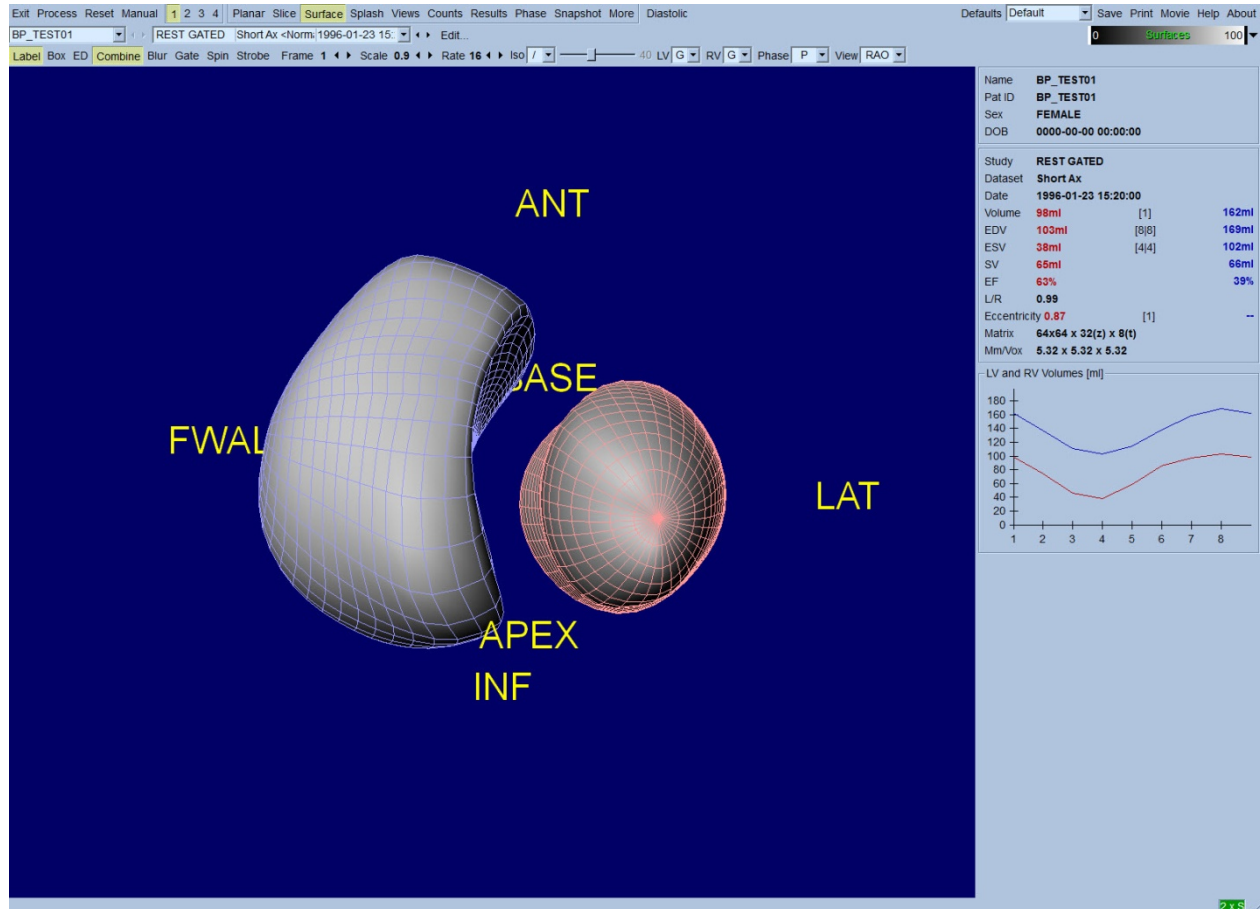 Exit Process Reset Manual 1 2 3 4 Planar Slice Surface Splash Views Counts Results Phase Snapshot More Diastolic Defaults Default Save Print Movie Help About
BP_TEST01 REST GATED Short Ax <Norm 1996-01-23 15: Edit... 0 Surfaces 100
Label Box ED Combine Blur Gate Spin Strobe Frame 1 Scale 0.9 Rate 16 Iso / 40 LV G RV G Phase P View RAO
Name BP_TEST01
Pat ID BP_TEST01
Sex FEMALE
DOB 0000-00-00 00:00:00
Study REST GATED
Dataset Short Ax
Date 1996-01-23 15:20:00
Volume 98ml [1] 162ml
EDV 103ml [8|8] 169ml
ESV 38ml [4|4] 102ml
SV 65ml 66ml
EF 63% 39%
L/R 0.99
Eccentricity 0.87 [1] --
Matrix 64x64 x 32(z) x 8(t)
Mm/Vox 5.32 x 5.32 x 5.32
LV and RV Volumes [ml]
180
160
140
120
100
80
60
40
20
0
1 2 3 4 5 6 7 8
ANT
BASE
FWAL
LAT
APEX
INF
2 x S